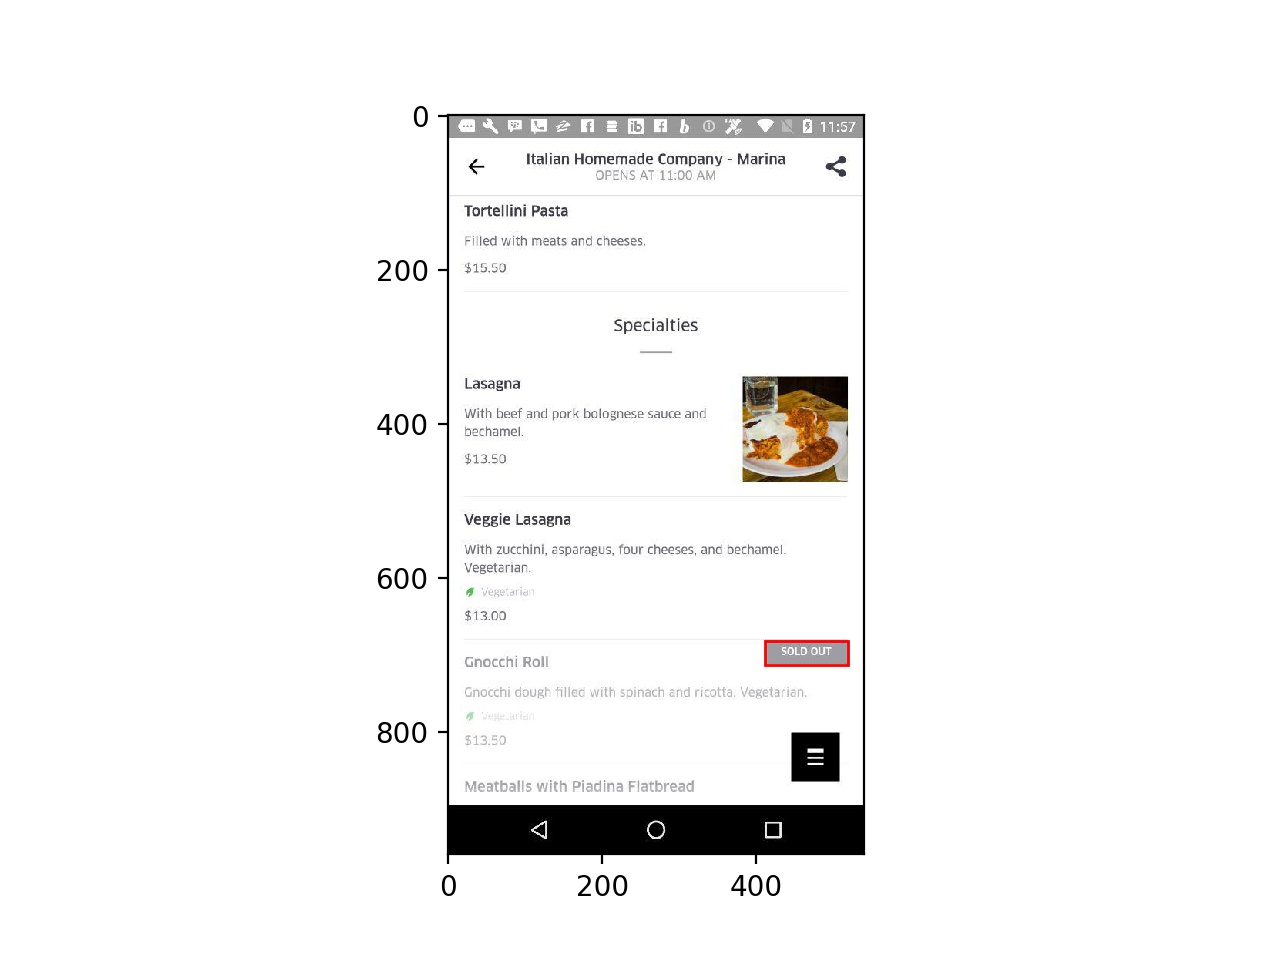 0
11:57
Italian Homemade Company - Marina
OPENS AT 11:00 AM
Tortellini Pasta
Filled with meats and cheeses.
$15.50
200
Specialties
Lasagna
With beef and pork bolognese sauce and
bechamel.
$13.50
400
Veggie Lasagna
With zucchini, asparagus, four cheeses, and bechamel.
Vegetarian.
Vegetarian
$13.00
600
SOLD OUT
Gnocchi Roll
Gnocchi dough filled with spinach and ricotta. Vegetarian.
Vegetarian
$13.50
800
Meatballs with Piadina Flatbread
0 200 400